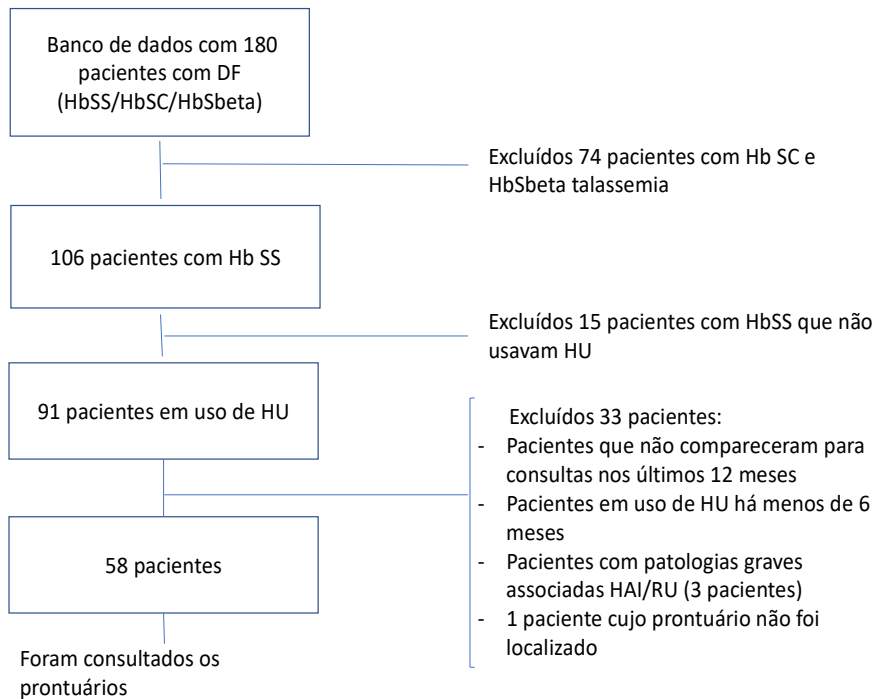 Banco de dados com 180
pacientes com DF
(HbSS/HbSC/HbSbeta)
Excluídos 74 pacientes com Hb SC e
HbSbeta talassemia
106 pacientes com Hb SS
Excluídos 15 pacientes com HbSS que não
usavam HU
91 pacientes em uso de HU
Excluídos 33 pacientes:
- Pacientes que não compareceram para
consultas nos últimos 12 meses
- Pacientes em uso de HU há menos de 6
meses
- Pacientes com patologias graves
associadas HAI/RU (3 pacientes)
- 1 paciente cujo prontuário não foi
localizado
58 pacientes
Foram consultados os
prontuários